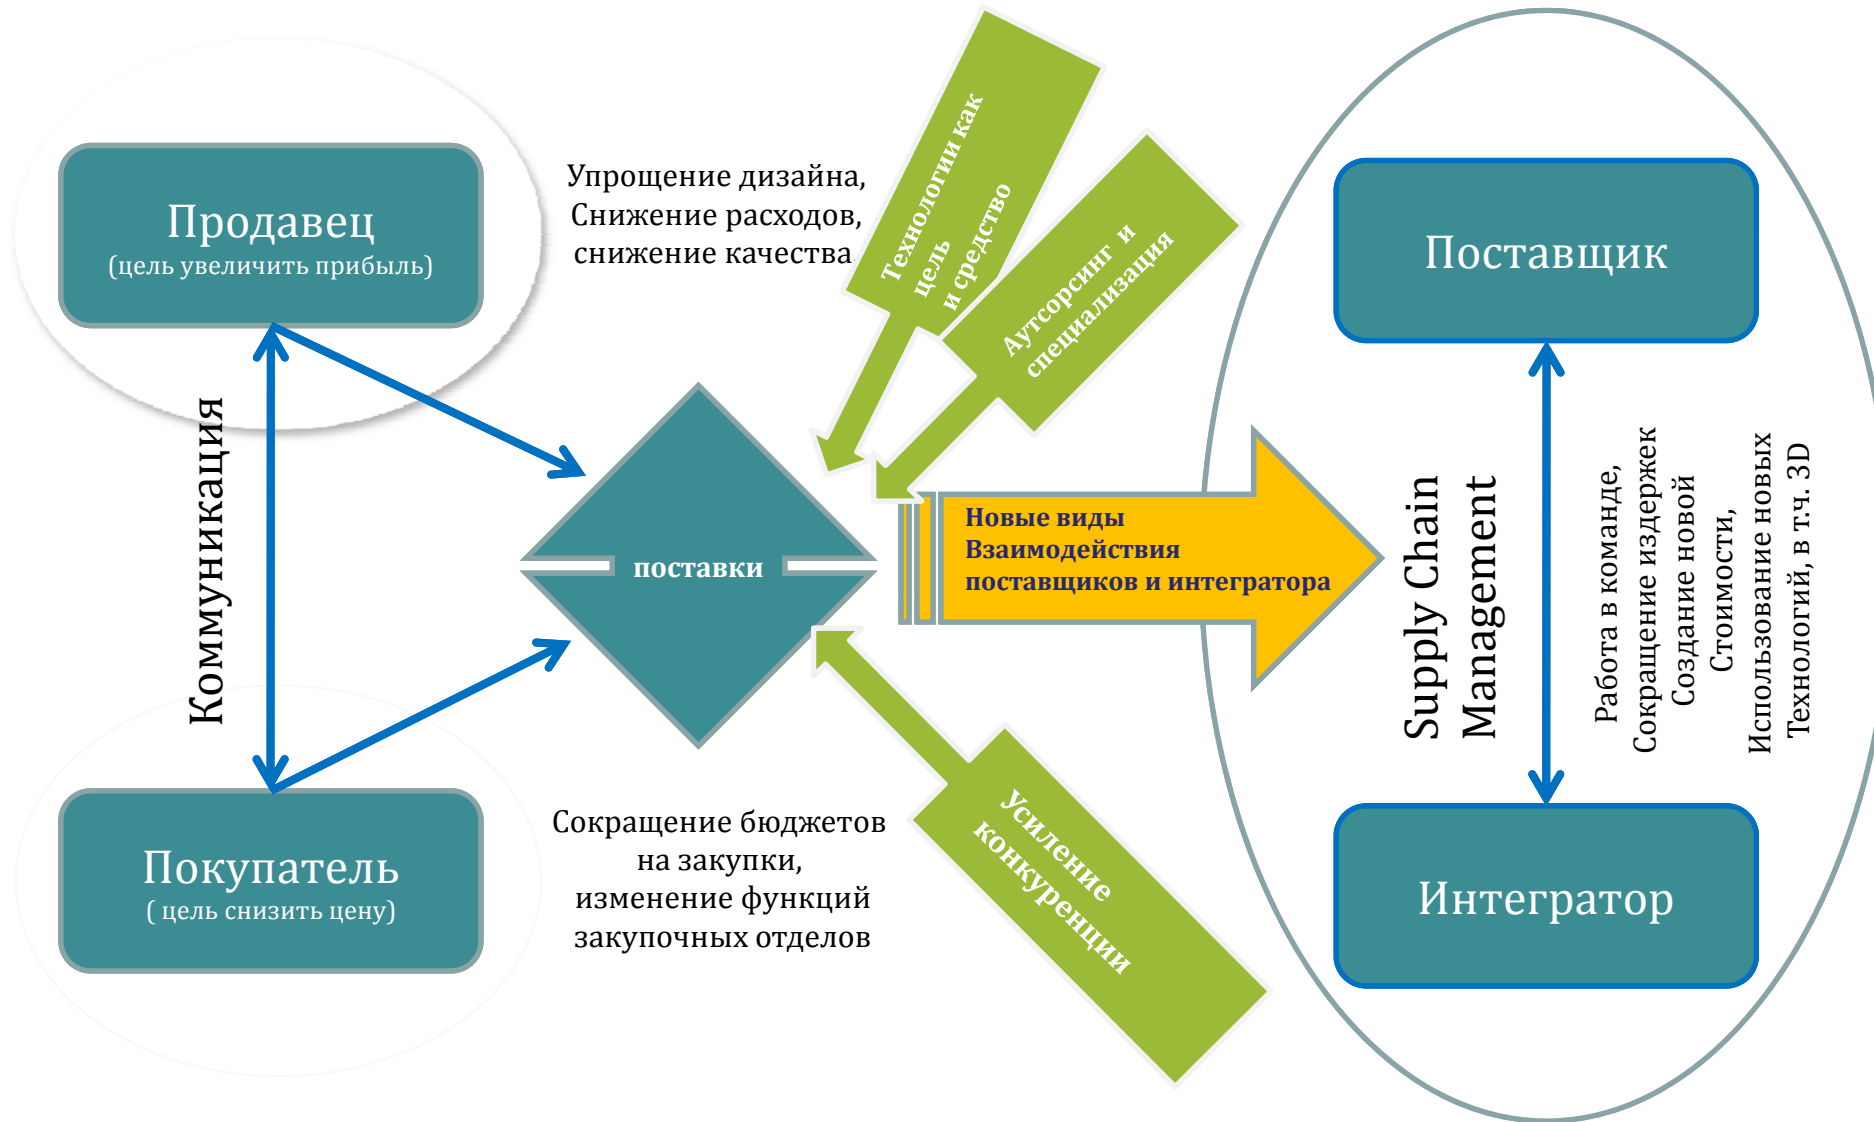 Продавец
(цель увеличить прибыль)
Упрощение дизайна,
Снижение расходов,
снижение качества.
Технологии как
цель
и средство
Аутсорсинг и
специализация
Поставщик
Коммуникация
поставки
Новые виды
Взаимодействия
поставщиков и интегратора
Supply Chain
Management
Работа в команде,
Сокращение издержек
Создание новой
Стоимости,
Использование новых
Технологий, в т.ч. 3D
Покупатель
( цель снизить цену)
Сокращение бюджетов
на закупки,
изменение функций
закупочных отделов
Усиление
конкуренции
Интегратор